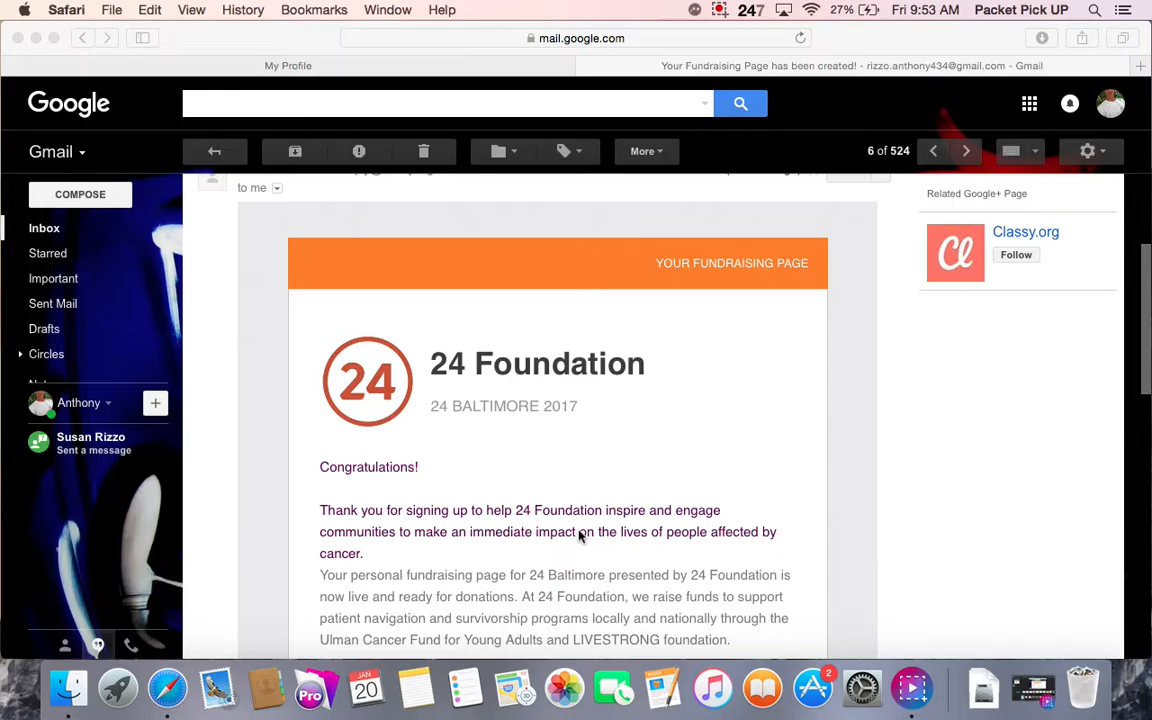 Safari File Edit View History Bookmarks Window Help 247 27% Fri 9:53 AM Packet Pick UP
mail.google.com
My Profile
Your Fundraising Page has been created! - rizzo.anthony434@gmail.com - Gmail
Google
Gmail
More
6 of 524
to me
COMPOSE
Inbox
Starred
Important
Sent Mail
Drafts
Circles
Anthony
Susan Rizzo
Sent a message
Related Google+ Page
Cl
Classy.org
Follow
YOUR FUNDRAISING PAGE
24
24 Foundation
24 BALTIMORE 2017
Congratulations!
Thank you for signing up to help 24 Foundation inspire and engage
communities to make an immediate impact on the lives of people affected by
cancer.
Your personal fundraising page for 24 Baltimore presented by 24 Foundation is
now live and ready for donations. At 24 Foundation, we raise funds to support
patient navigation and survivorship programs locally and nationally through the
Ulman Cancer Fund for Young Adults and LIVESTRONG foundation.
Pro
JAN
20
2